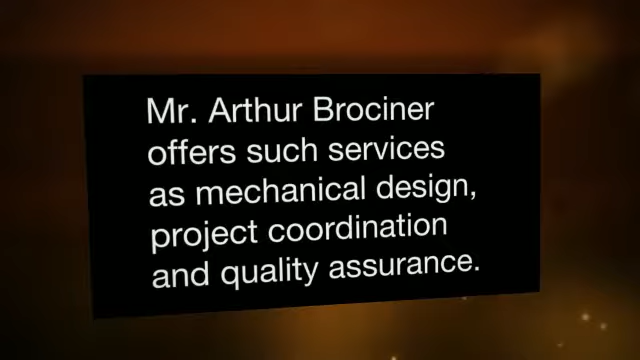 Mr. Arthur Brociner
offers such services
as mechanical design,
project coordination
and quality assurance.